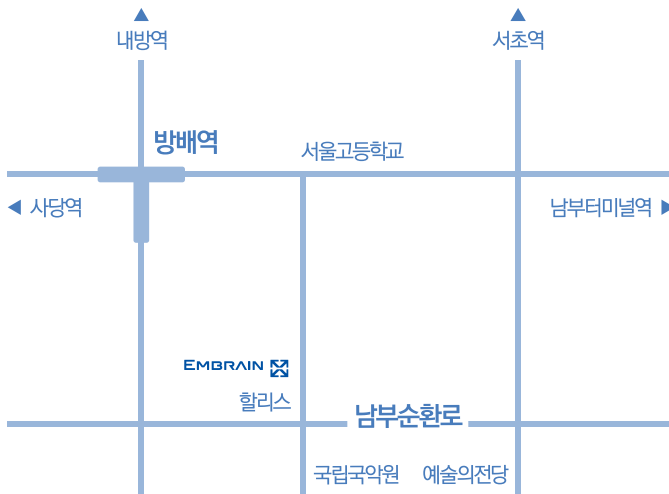 내방역
서초역
방배역
서울고등학교
사당역
남부터미널역
EMBRAIN
할리스
남부순환로
국립국악원
예술의전당